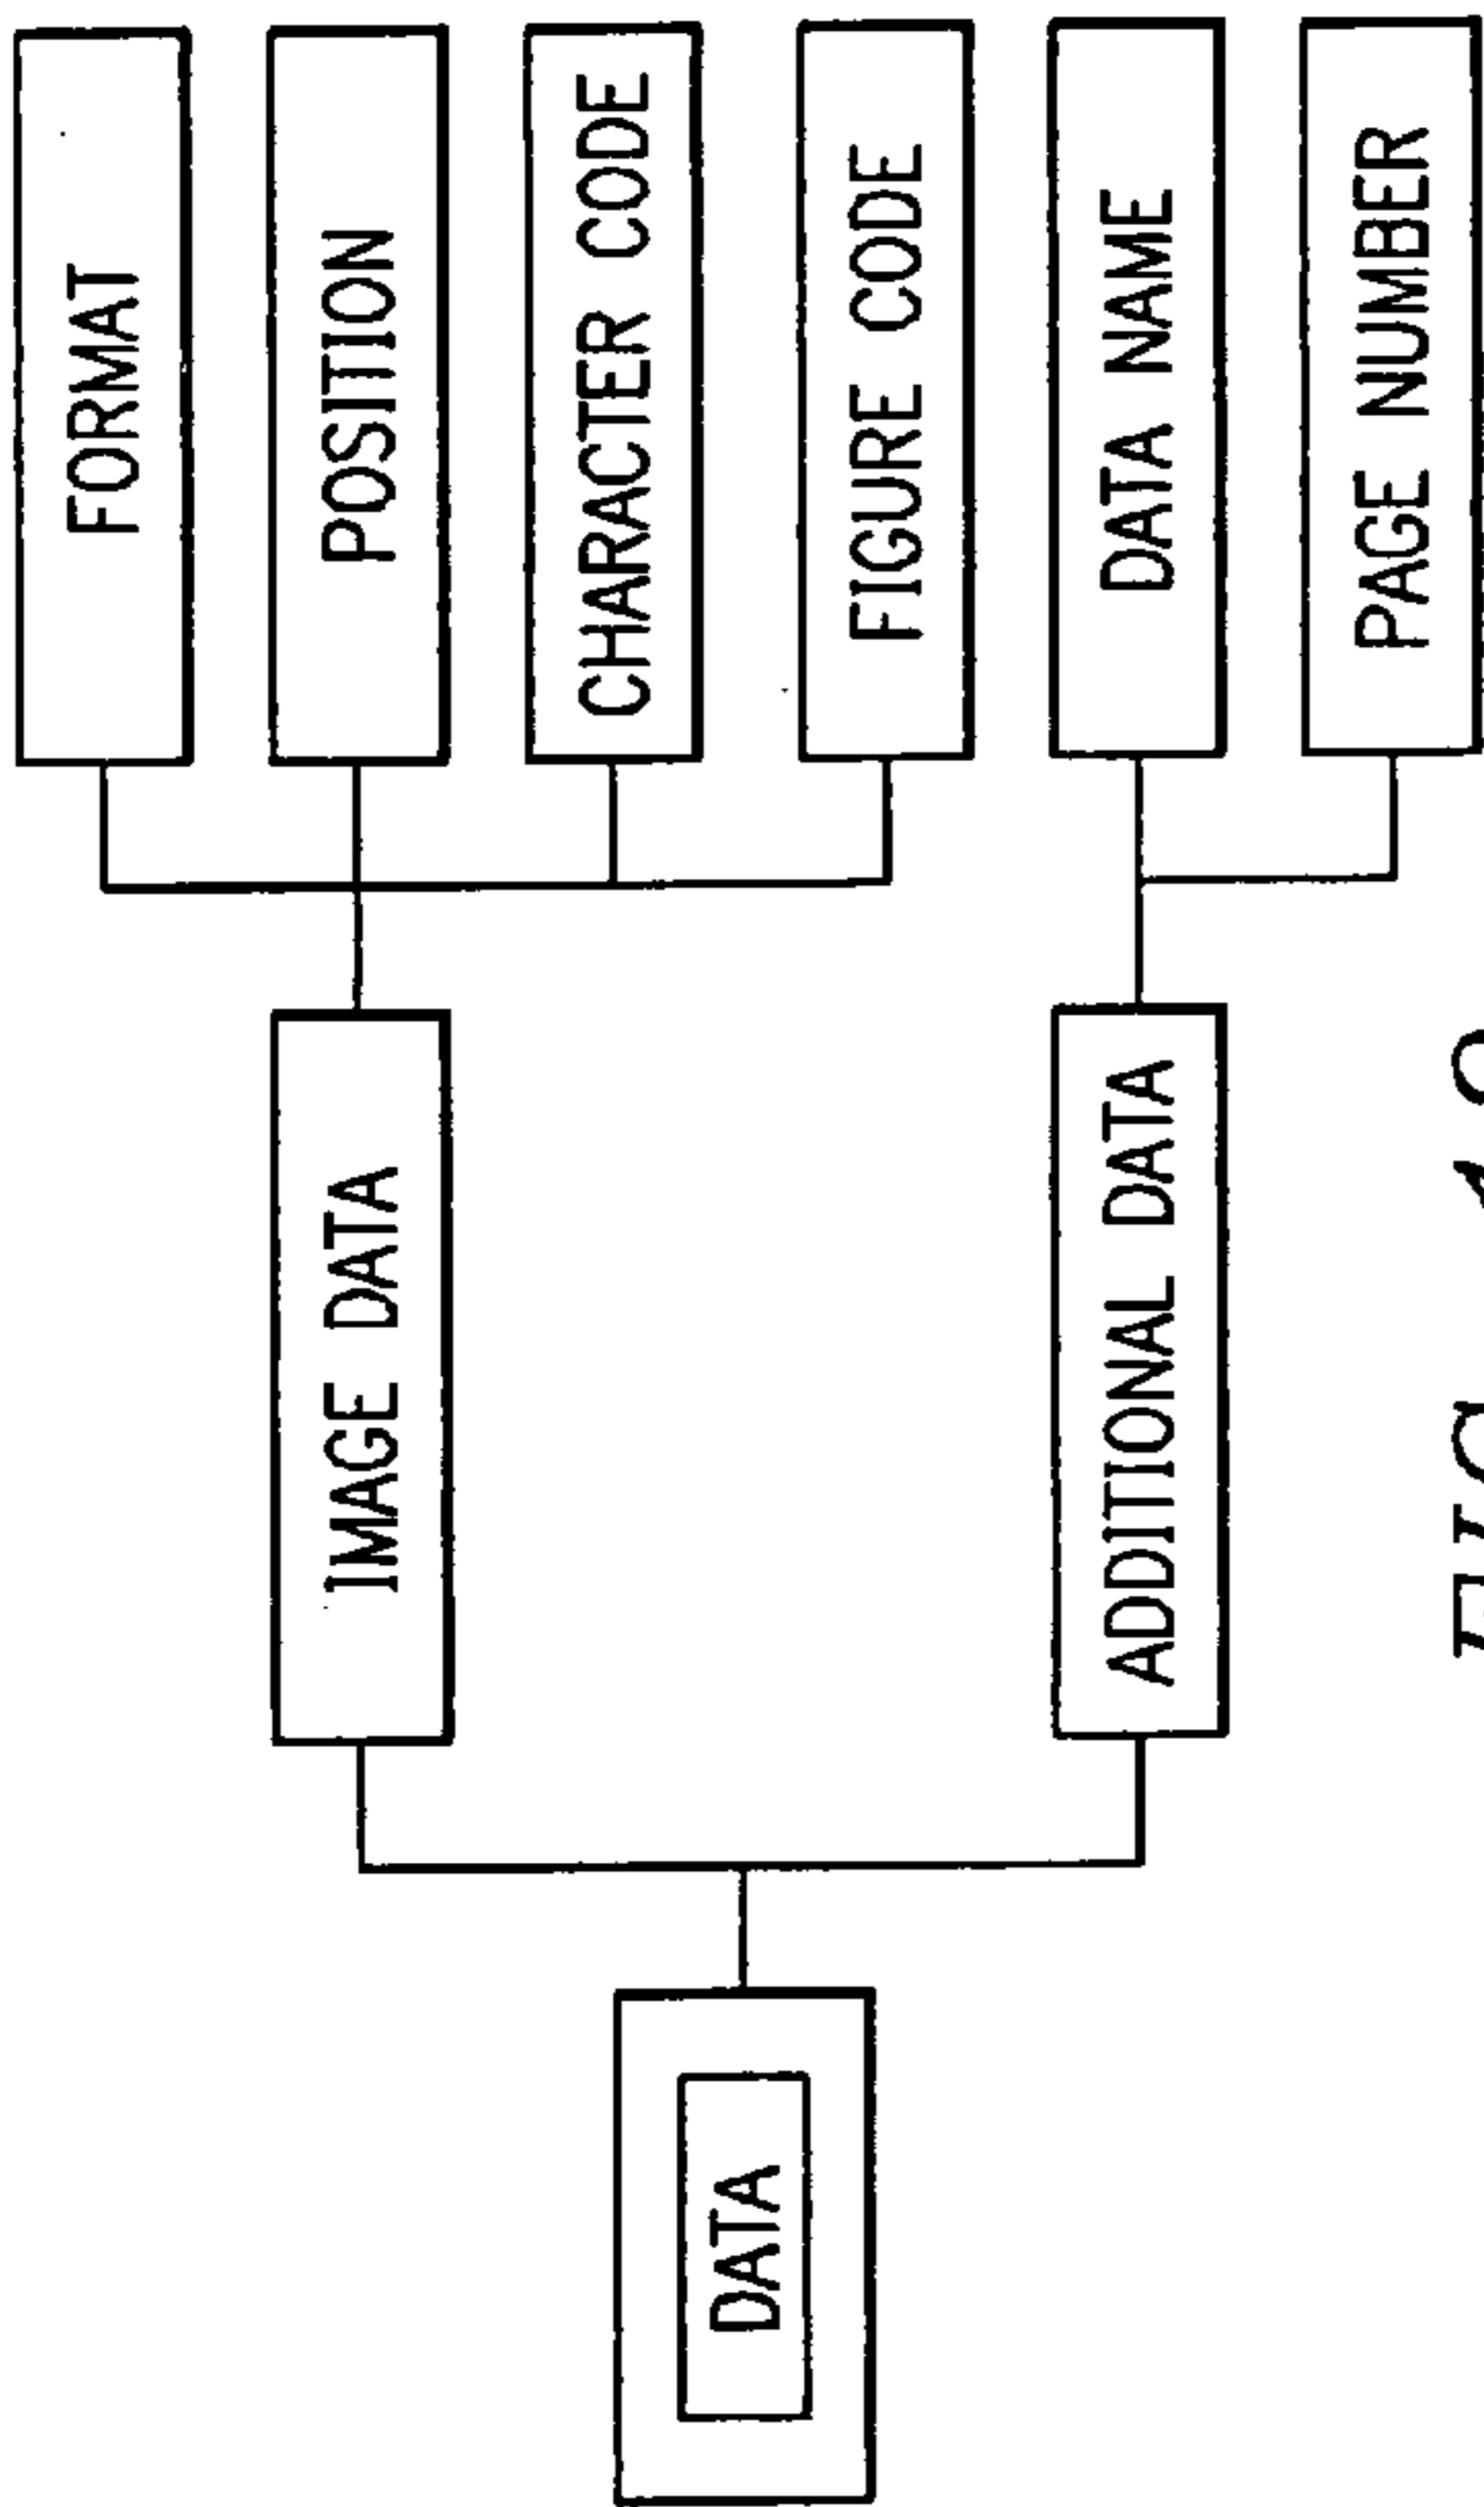 FORMAT
POSITION
CHARACTER CODE
FIGURE CODE
IMAGE DATA
DATA
DATA NAME
PAGE NUMBER
ADDITIONAL DATA